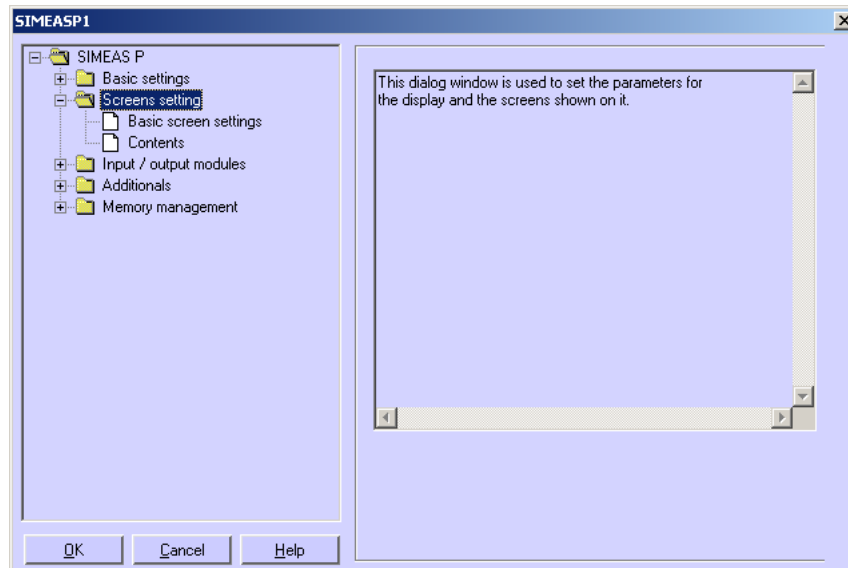 SIMEASP1
SIMEAS P
Basic settings
Screens setting
Basic screen settings
Contents
Input / output modules
Additionals
Memory management
This dialog window is used to set the parameters for
the display and the screens shown on it.
OK Cancel Help